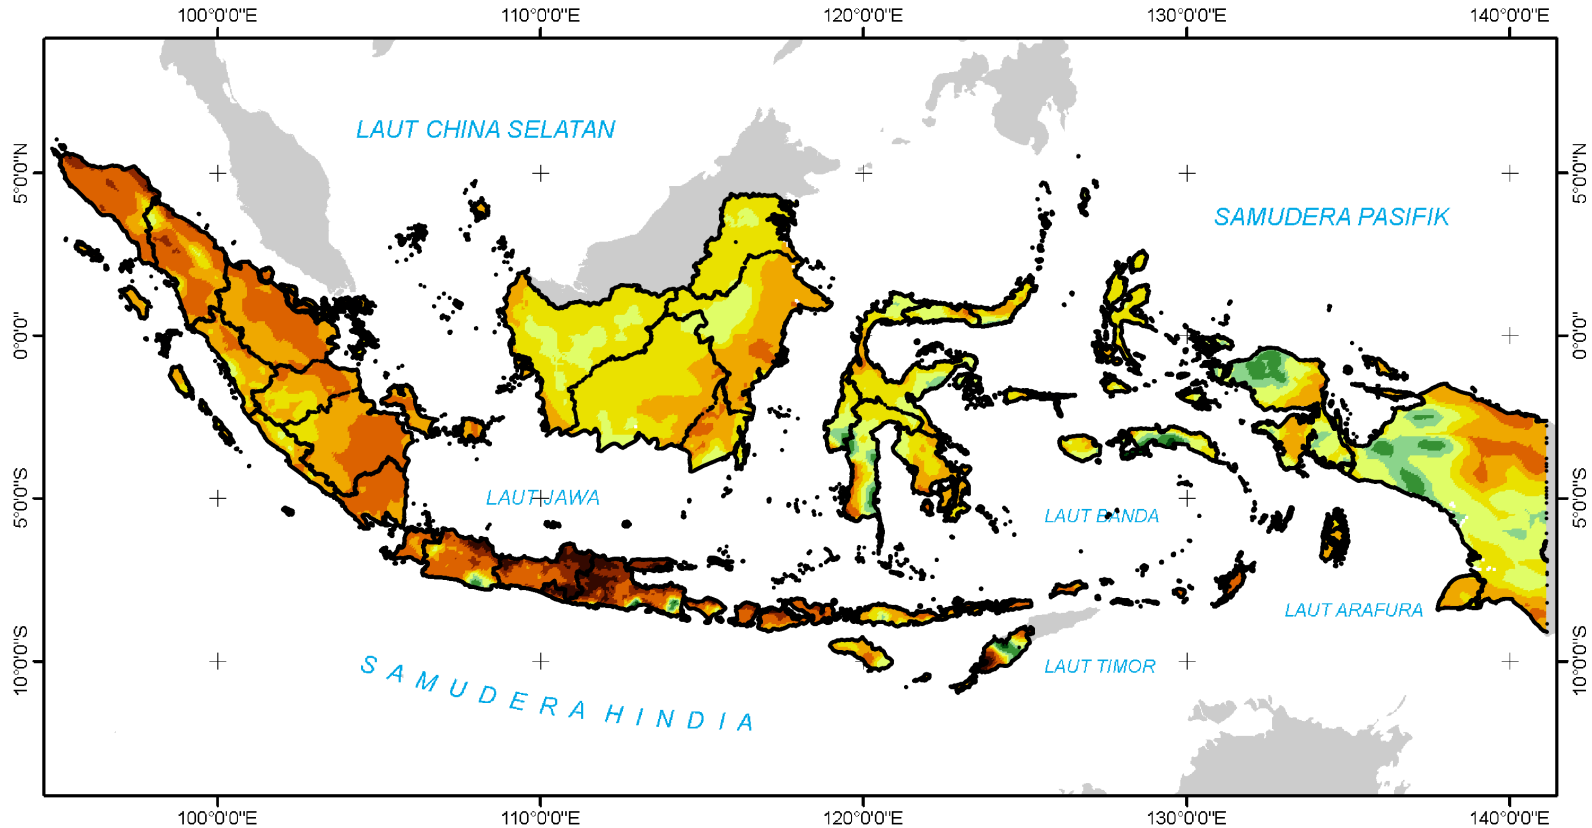 100°0'0"E
110°0'0"E
120°0'0"E
130°0'0"E
140°0'0"E
LAUT CHINA SELATAN
5°0'0"N
5°0'0"N
SAMUDERA PASIFIK
0°0'0"
0°0'0"
5°0'0"S
5°0'0"S
LAUT JAWA
LAUT BANDA
LAUT ARAFURA
10°0'0"S
10°0'0"S
LAUT TIMOR
SAMUDERA HINDIA
100°0'0"E
110°0'0"E
120°0'0"E
130°0'0"E
140°0'0"E